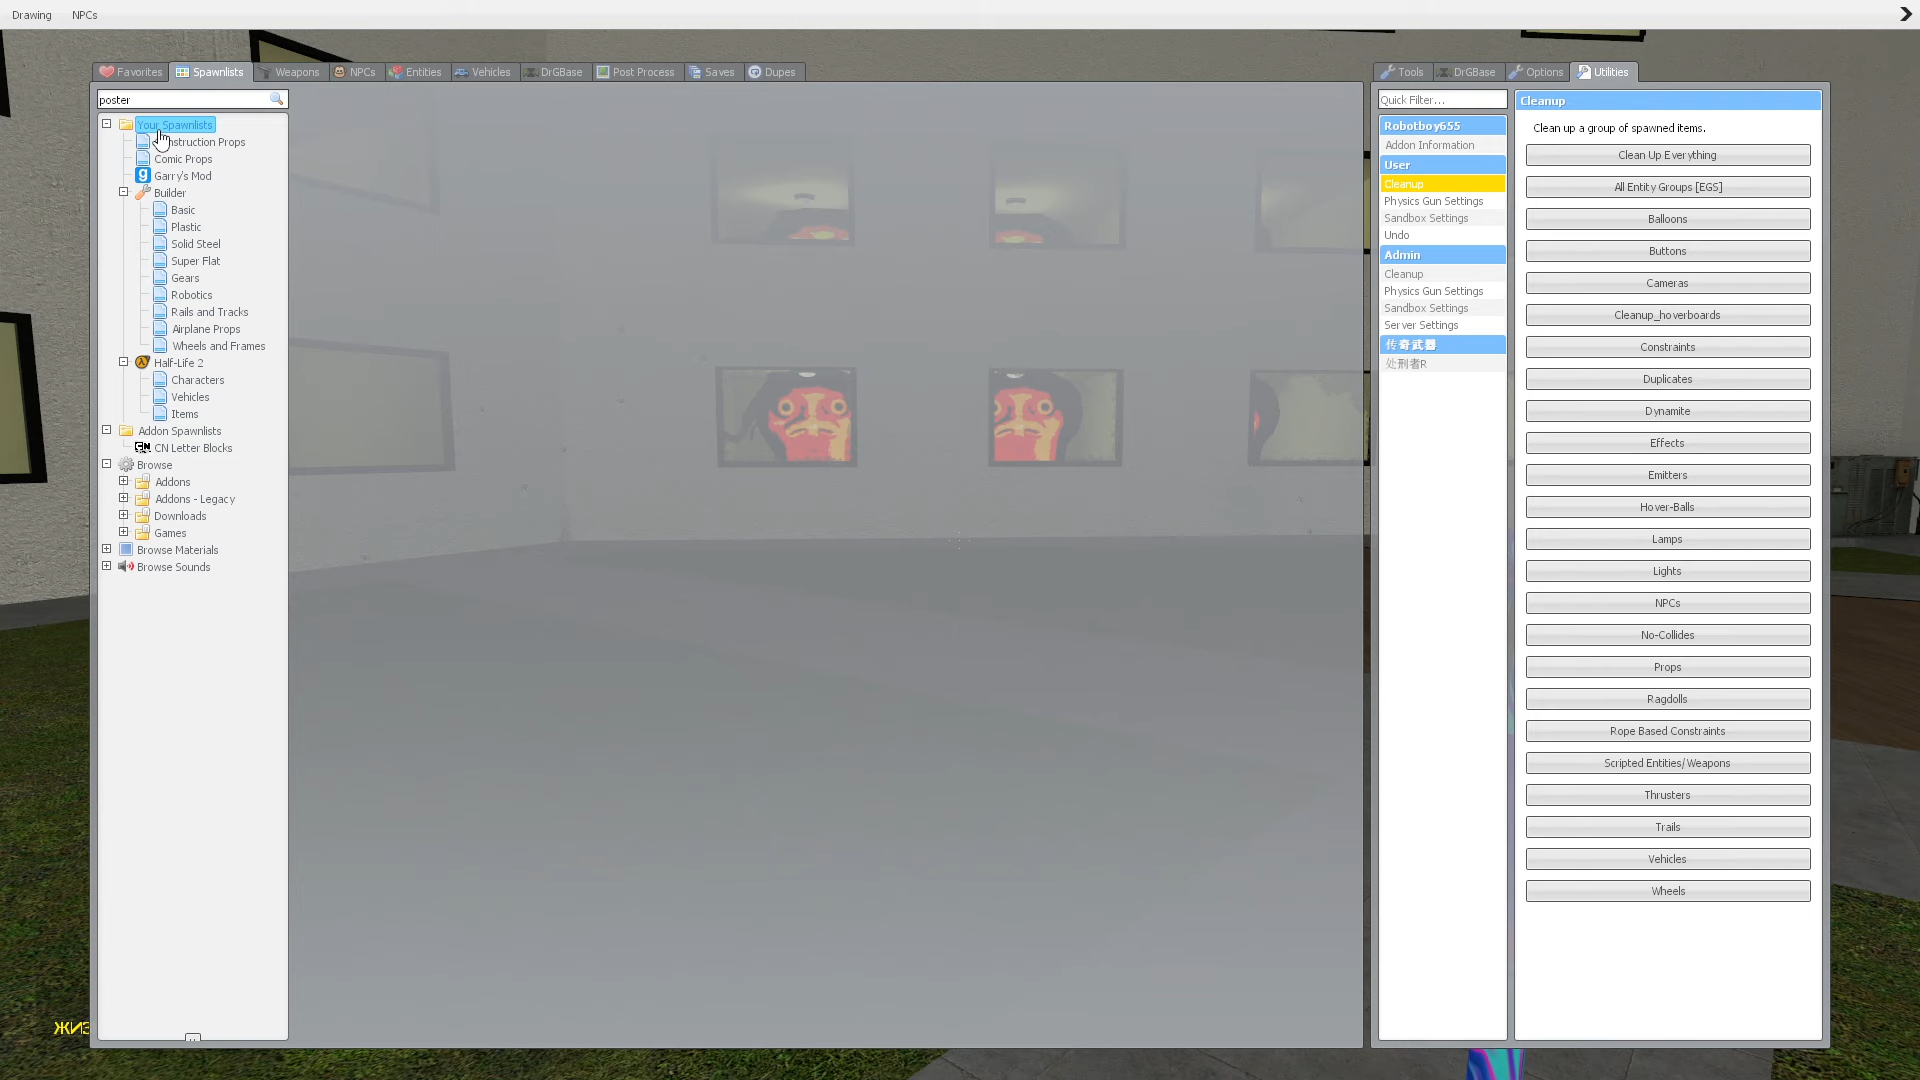 Drawing NPCs
Favorites Spawnlists Weapons NPCs Entities Vehicles DrGBase Post Process Saves Dupes
Tools DrGBase Options Utilities
poster
Your Spawnlists
Comic Props
Garry's Mod
Builder
Basic
Plastic
Solid Steel
Super Flat
Gears
Robotics
Rails and Tracks
Airplane Props
Wheels and Frames
Half-Life 2
Characters
Vehicles
Items
Addon Spawnlists
CN Letter Blocks
Browse
Addons
Addons - Legacy
Downloads
Games
Browse Materials
Browse Sounds
Quick Filter...
Robotboy655
Addon Information
User
Cleanup
Physics Gun Settings
Sandbox Settings
Undo
Admin
Cleanup
Physics Gun Settings
Sandbox Settings
Server Settings
传奇武器
处刑者R
Cleanup
Clean up a group of spawned items.
Clean Up Everything
All Entity Groups [EGS]
Balloons
Buttons
Cameras
Cleanup_hoverboards
Constraints
Duplicates
Dynamite
Effects
Emitters
Hover-Balls
Lamps
Lights
NPCs
No-Collides
Props
Ragdolls
Rope Based Constraints
Scripted Entities/Weapons
Thrusters
Trails
Vehicles
Wheels